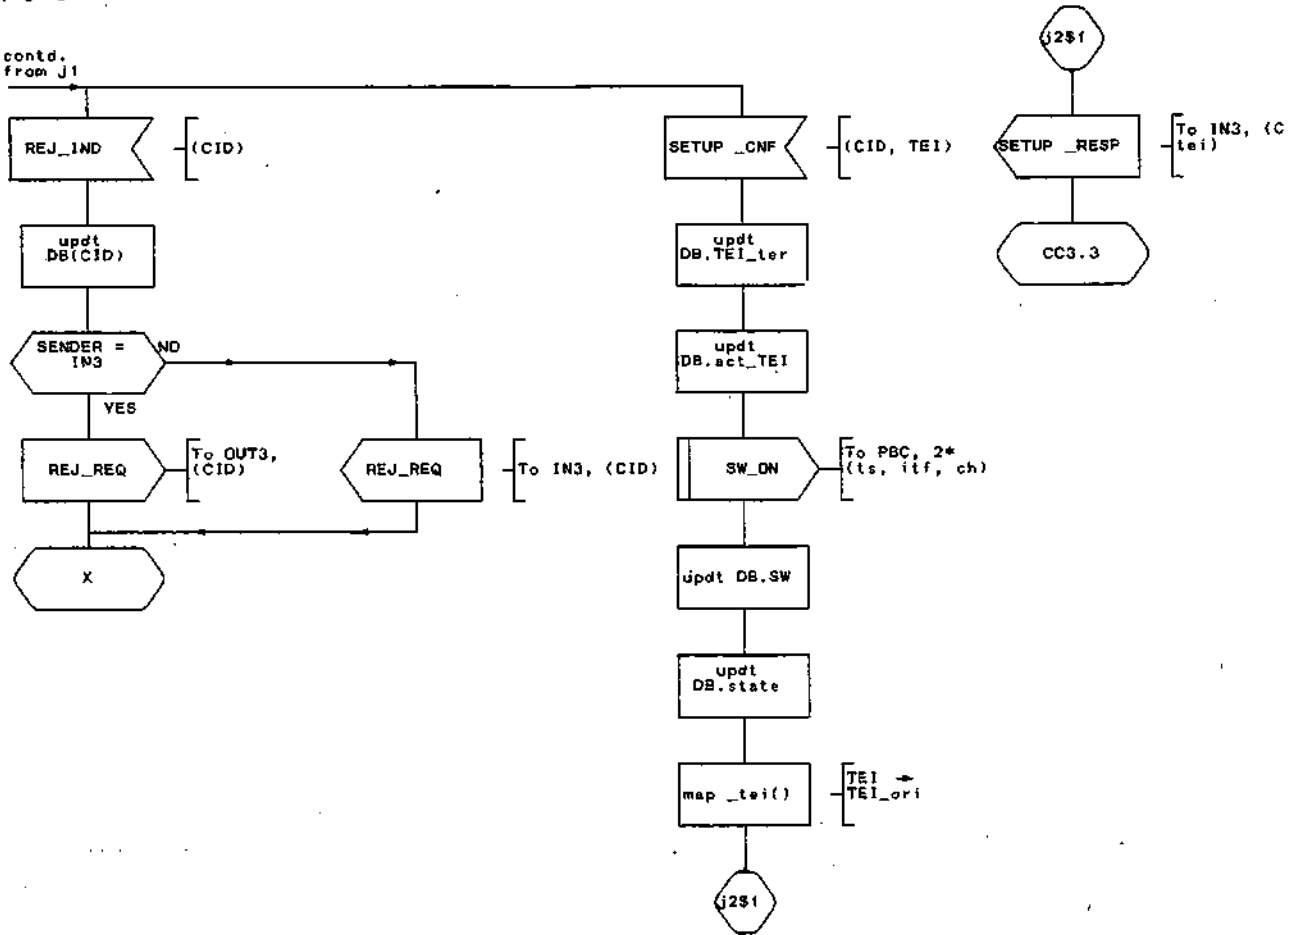 contd.
from j1
REJ_IND
(CID)
updt
DB(CID)
SENDER =
IN3
NO
YES
REJ_REQ
To OUT3,
(CID)
REJ_REQ
To IN3, (CID)
X
SETUP _CNF
(CID, TEI)
updt
DB.TEI_ter
updt
DB.act_TEI
SW_ON
To PBC, 2*
(ts, itf, ch)
updt DB.SW
updt
DB.state
map _tei()
TEI →
TEI_ori
j2$1
j2$1
SETUP _RESP
To IN3, (C
tei)
CC3.3